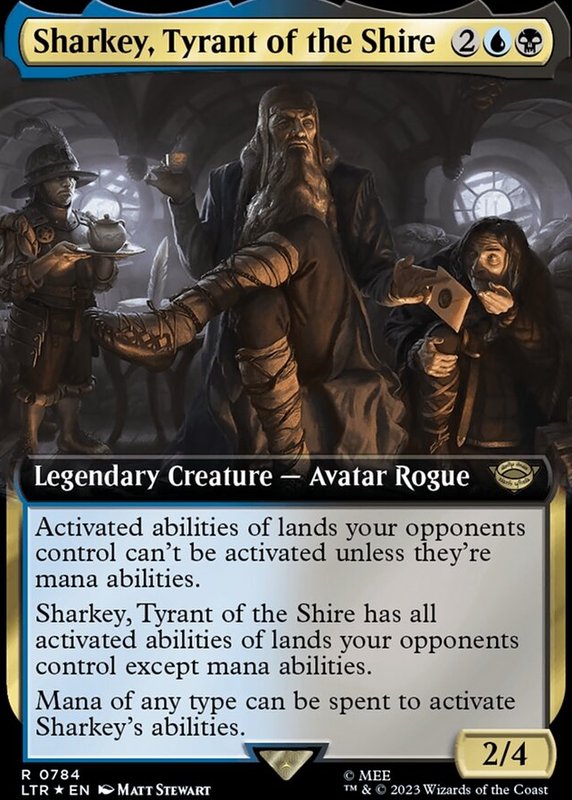 Sharkey, Tyrant of the Shire 2
Legendary Creature — Avatar Rogue
Activated abilities of lands your opponents
control can't be activated unless they're
mana abilities.
Sharkey, Tyrant of the Shire has all
activated abilities of lands your opponents
control except mana abilities.
Mana of any type can be spent to activate
Sharkey's abilities.
2/4
R 0784
LTR ★ EN Matt Stewart
© MEE
™ & © 2023 Wizards of the Coast